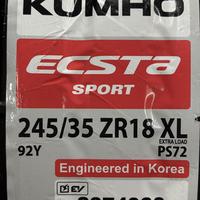 KUMHO
ECSTA
SPORT
245/35 ZR18 XL
EXTRA LOAD
92Y PS72
Engineered in Korea
EV